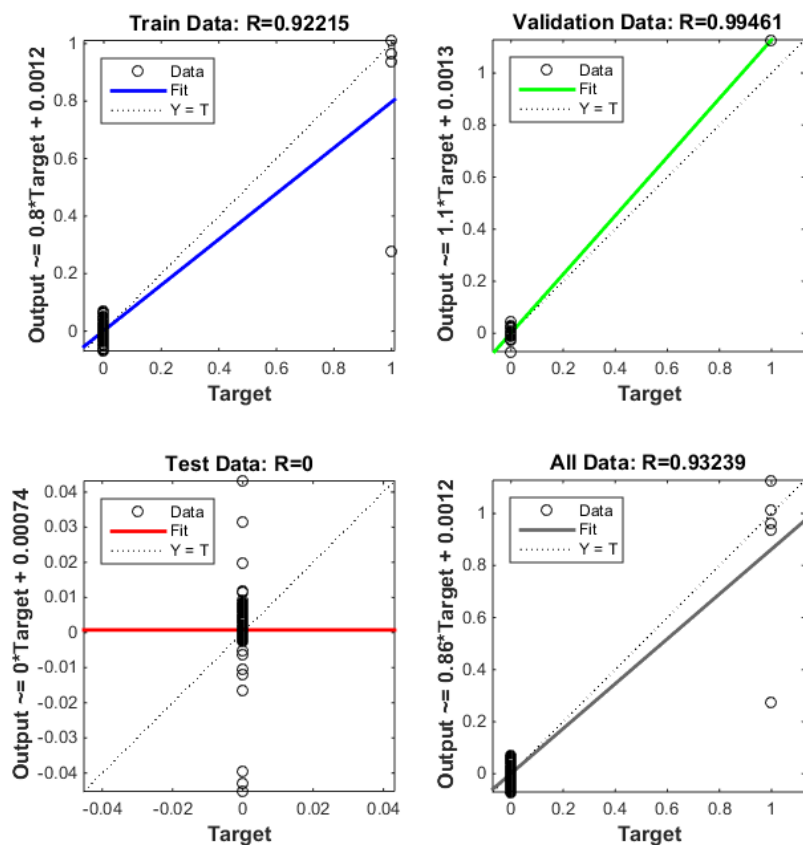 Train Data: R=0.92215
Output ~= 0.8*Target + 0.0012
1
0.8
0.6
0.4
0.2
0
Data
Fit
Y = T
0 0.2 0.4 0.6 0.8 1
Target
Validation Data: R=0.99461
Output ~= 1.1*Target + 0.0013
1
0.8
0.6
0.4
0.2
0
Data
Fit
Y = T
0 0.2 0.4 0.6 0.8 1
Target
Test Data: R=0
Output ~= 0*Target + 0.00074
0.04
0.03
0.02
0.01
0
-0.01
-0.02
-0.03
-0.04
Data
Fit
Y = T
-0.04 -0.02 0 0.02 0.04
Target
All Data: R=0.93239
Output ~= 0.86*Target + 0.0012
1
0.8
0.6
0.4
0.2
0
Data
Fit
Y = T
0 0.2 0.4 0.6 0.8 1
Target